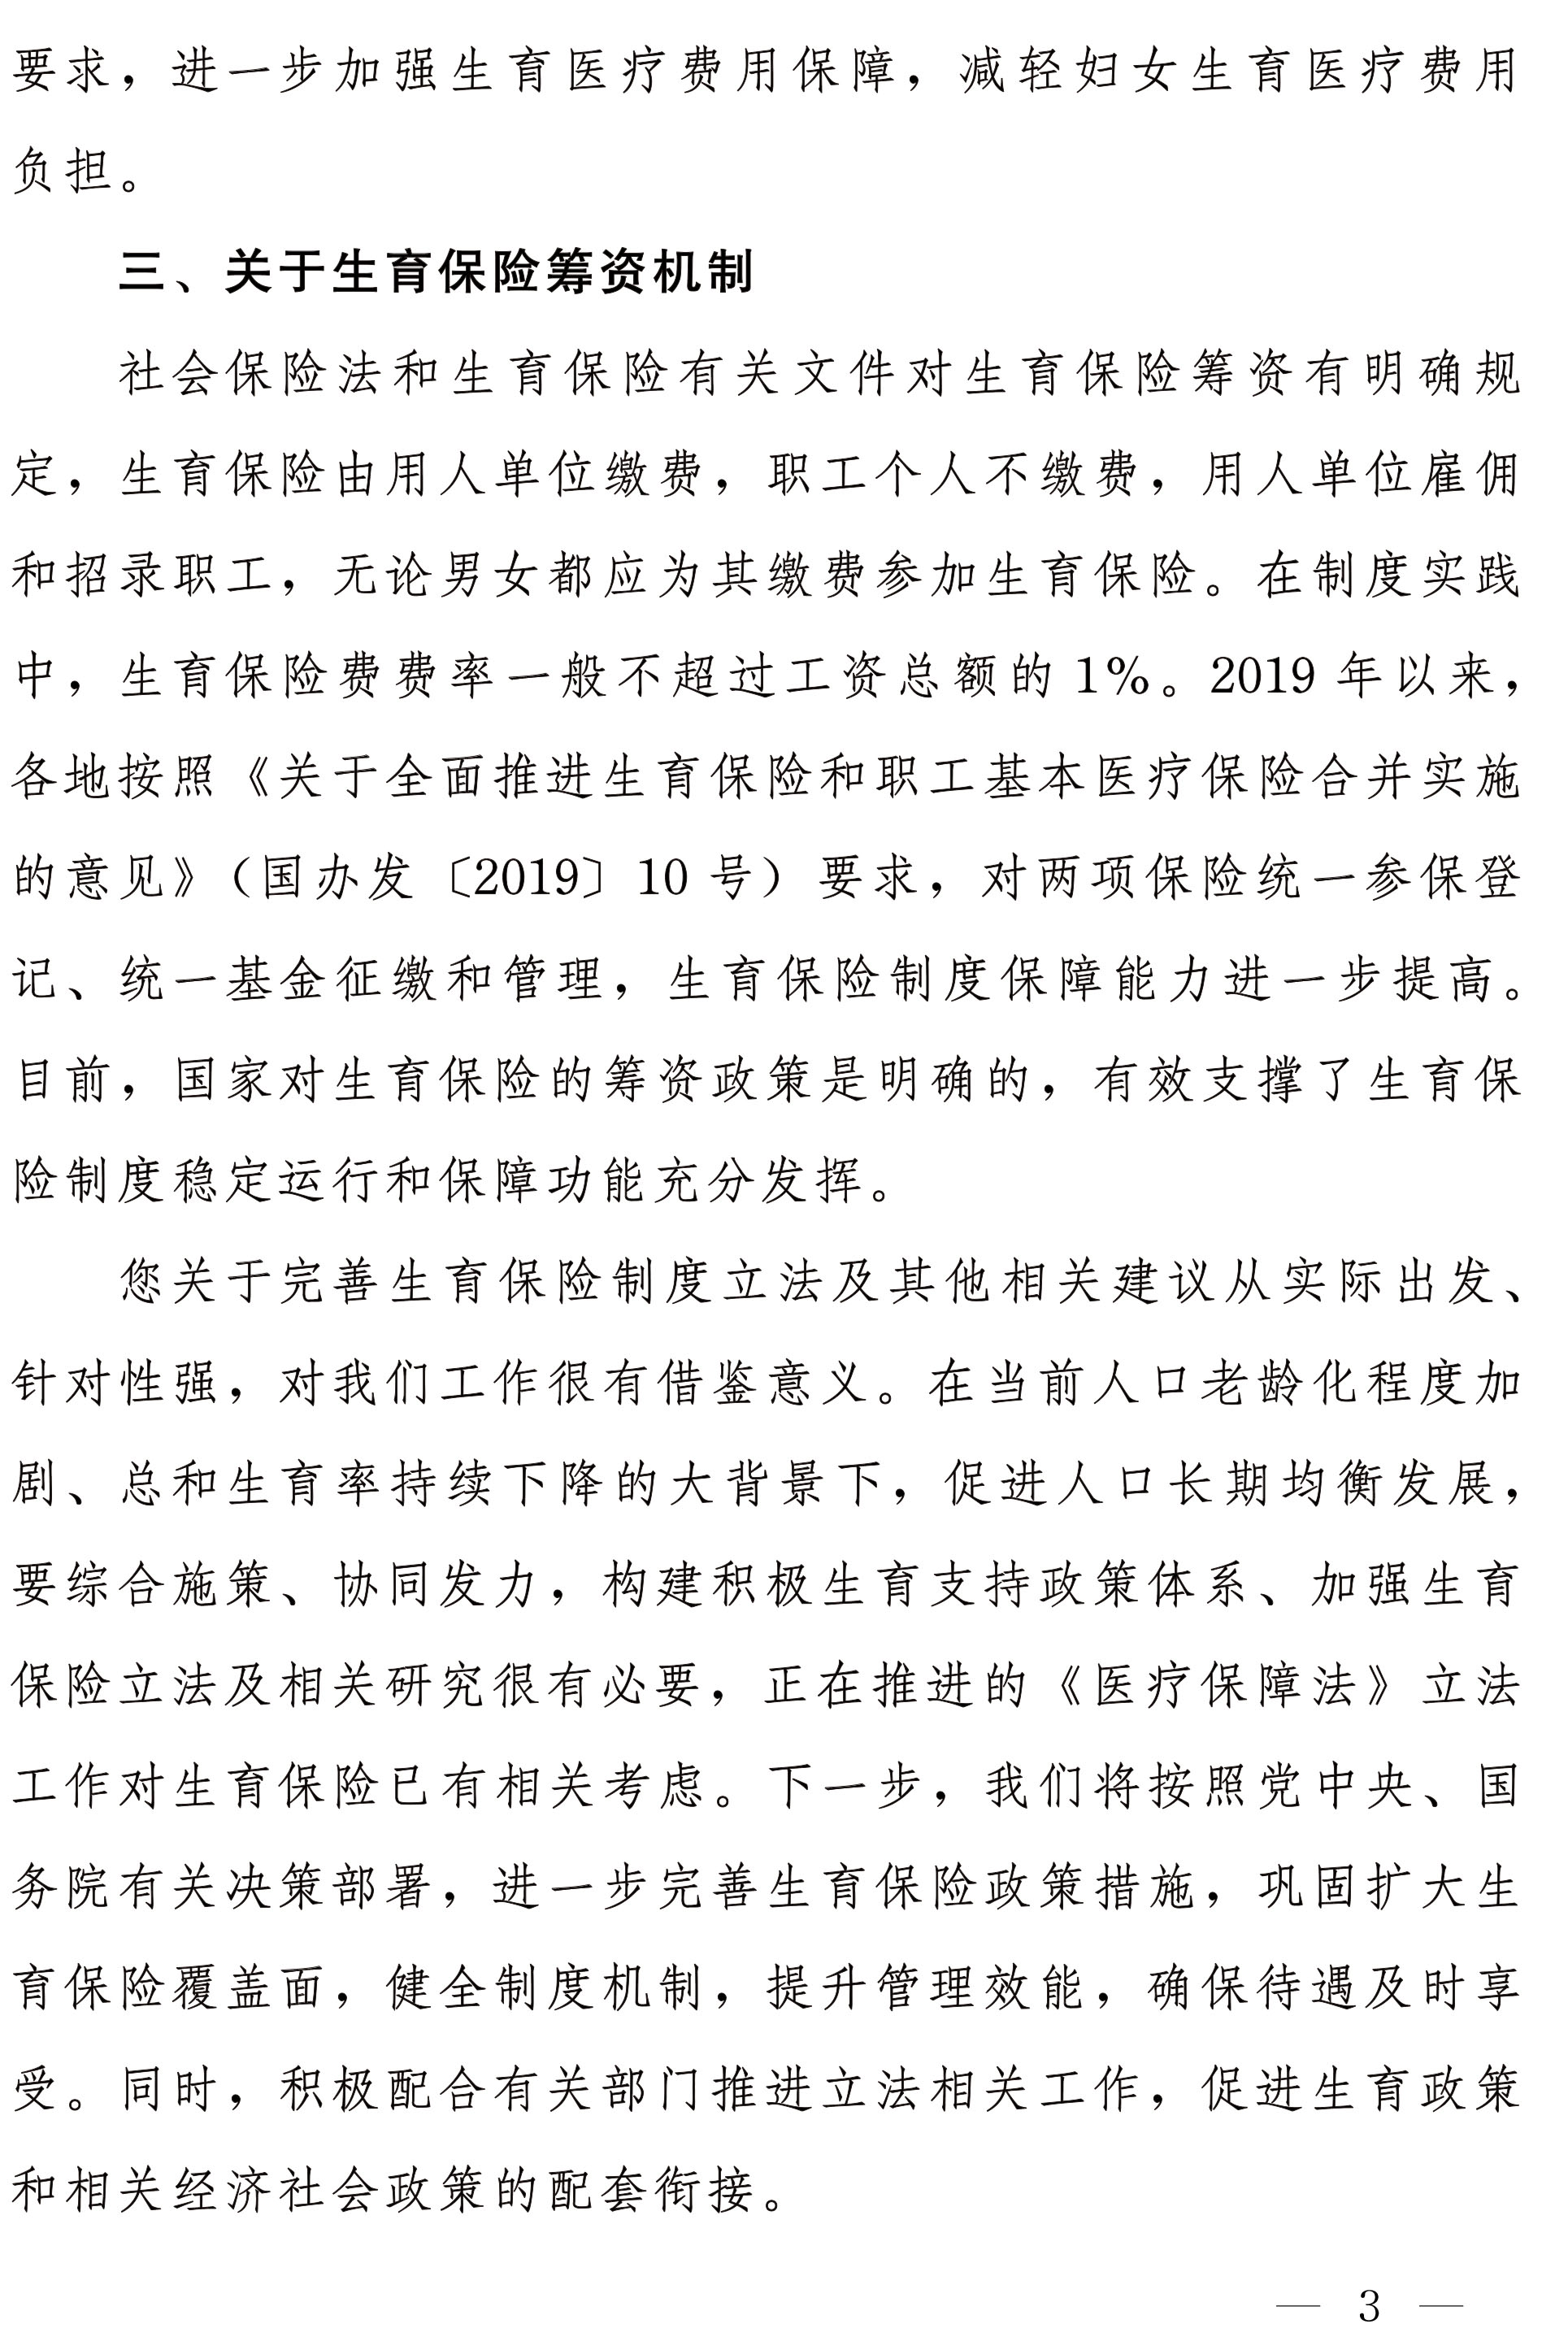 要求，进一步加强生育医疗费用保障，减轻妇女生育医疗费用
负担。
三、关于生育保险筹资机制
社会保险法和生育保险有关文件对生育保险筹资有明确规
定，生育保险由用人单位缴费，职工个人不缴费，用人单位雇佣
和招录职工，无论男女都应为其缴费参加生育保险。在制度实践
中，生育保险费费率一般不超过工资总额的1%。2019年以来，
各地按照《关于全面推进生育保险和职工基本医疗保险合并实施
的意见》（国办发〔2019〕10号）要求，对两项保险统一参保登
记、统一基金征缴和管理，生育保险制度保障能力进一步提高。
目前，国家对生育保险的筹资政策是明确的，有效支撑了生育保
险制度稳定运行和保障功能充分发挥。
您关于完善生育保险制度立法及其他相关建议从实际出发、
针对性强，对我们工作很有借鉴意义。在当前人口老龄化程度加
剧、总和生育率持续下降的大背景下，促进人口长期均衡发展，
要综合施策、协同发力，构建积极生育支持政策体系、加强生育
保险立法及相关研究很有必要，正在推进的《医疗保障法》立法
工作对生育保险已有相关考虑。下一步，我们将按照党中央、国
务院有关决策部署，进一步完善生育保险政策措施，巩固扩大生
育保险覆盖面，健全制度机制，提升管理效能，确保待遇及时享
受。同时，积极配合有关部门推进立法相关工作，促进生育政策
和相关经济社会政策的配套衔接。
— 3 —